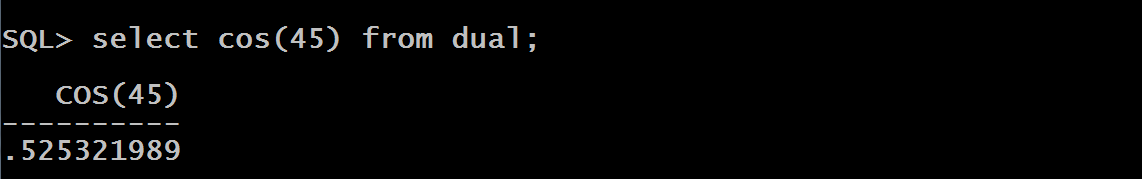 SQL> select cos(45) from dual;
   COS(45)
----------
.525321989